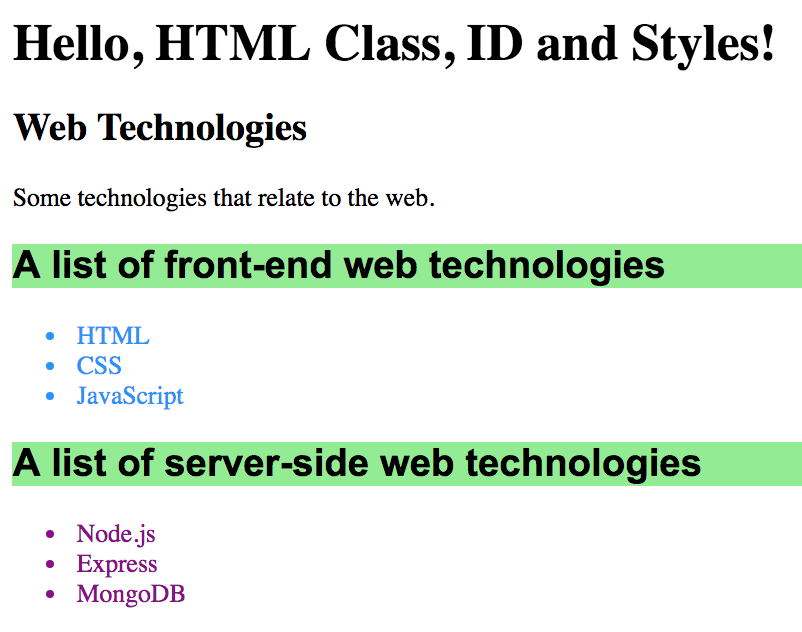 Hello, HTML Class, ID and Styles!
Web Technologies
Some technologies that relate to the web.
A list of front-end web technologies
• HTML
• CSS
• JavaScript
A list of server-side web technologies
• Node.js
• Express
• MongoDB